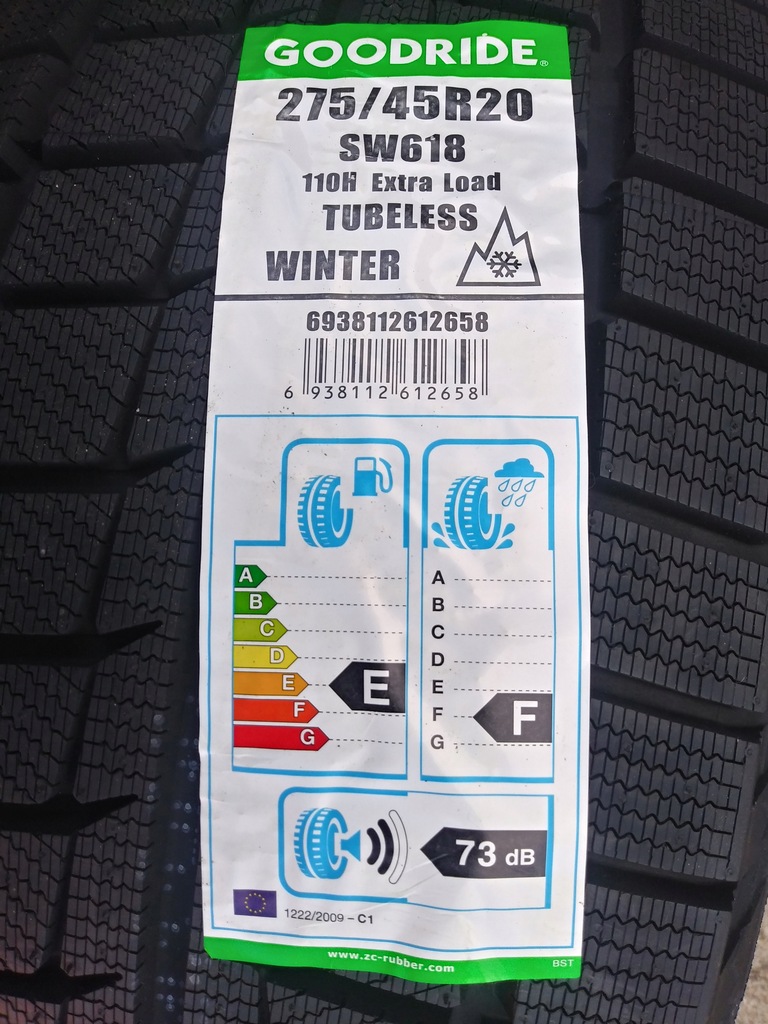 GOODRIDE®
275/45R20
SW618
110H Extra Load
TUBELESS
WINTER
6938112612658
6 938112 612658
A
B
C
D
E
F
G
E
A
B
C
D
E
F
G
F
73 dB
1222/2009 – C1
www.zc-rubber.com
BST